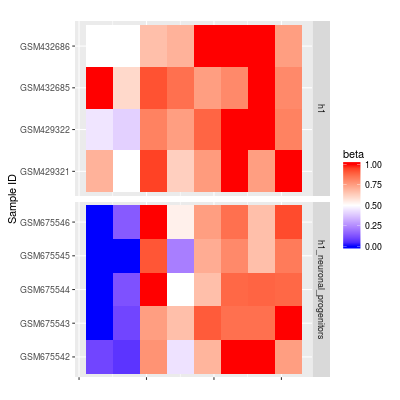 GSM432686
GSM432685
GSM429322
GSM429321
h1
GSM675546
GSM675545
GSM675544
GSM675543
GSM675542
h1_neuronal_progenitors
Sample ID
beta
1.00
0.75
0.50
0.25
0.00